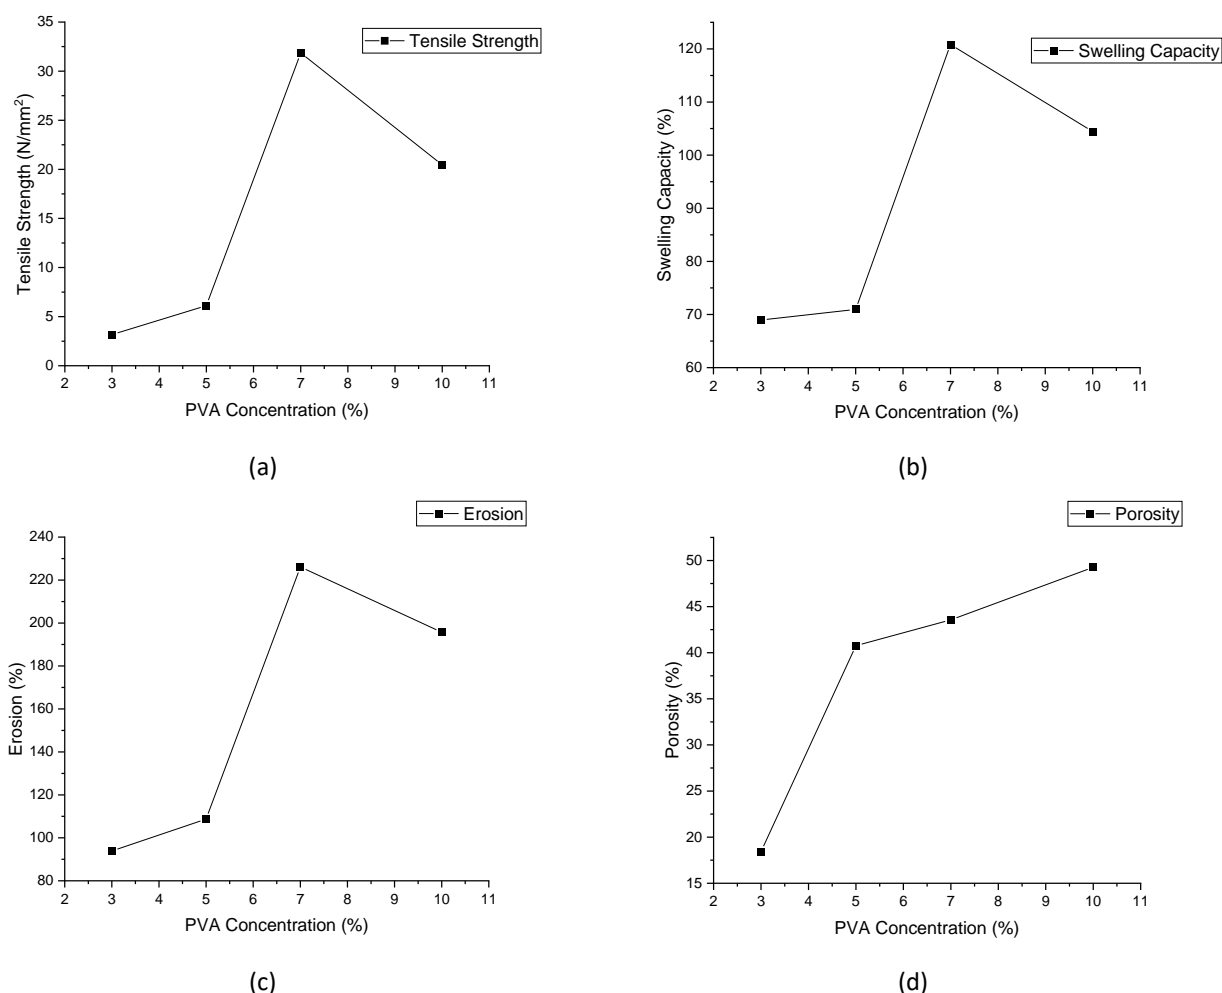 Tensile Strength
35
30
25
20
15
10
5
0
Tensile Strength (N/mm²)
2 3 4 5 6 7 8 9 10 11
PVA Concentration (%)
(a)
Swelling Capacity
120
110
100
90
80
70
60
Swelling Capacity (%)
2 3 4 5 6 7 8 9 10 11
PVA Concentration (%)
(b)
Erosion
240
220
200
180
160
140
120
100
80
Erosion (%)
2 3 4 5 6 7 8 9 10 11
PVA Concentration (%)
(c)
Porosity
50
45
40
35
30
25
20
15
Porosity (%)
2 3 4 5 6 7 8 9 10 11
PVA Concentration (%)
(d)